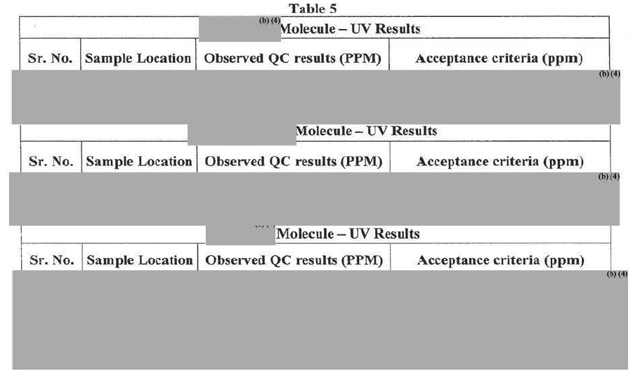 Table 5
(b) (4)
Molecule – UV Results
Sr. No. Sample Location Observed QC results (PPM) Acceptance criteria (ppm)
(b) (4)
Molecule – UV Results
Sr. No. Sample Location Observed QC results (PPM) Acceptance criteria (ppm)
(b) (4)
Molecule – UV Results
Sr. No. Sample Location Observed QC results (PPM) Acceptance criteria (ppm)
(b) (4)